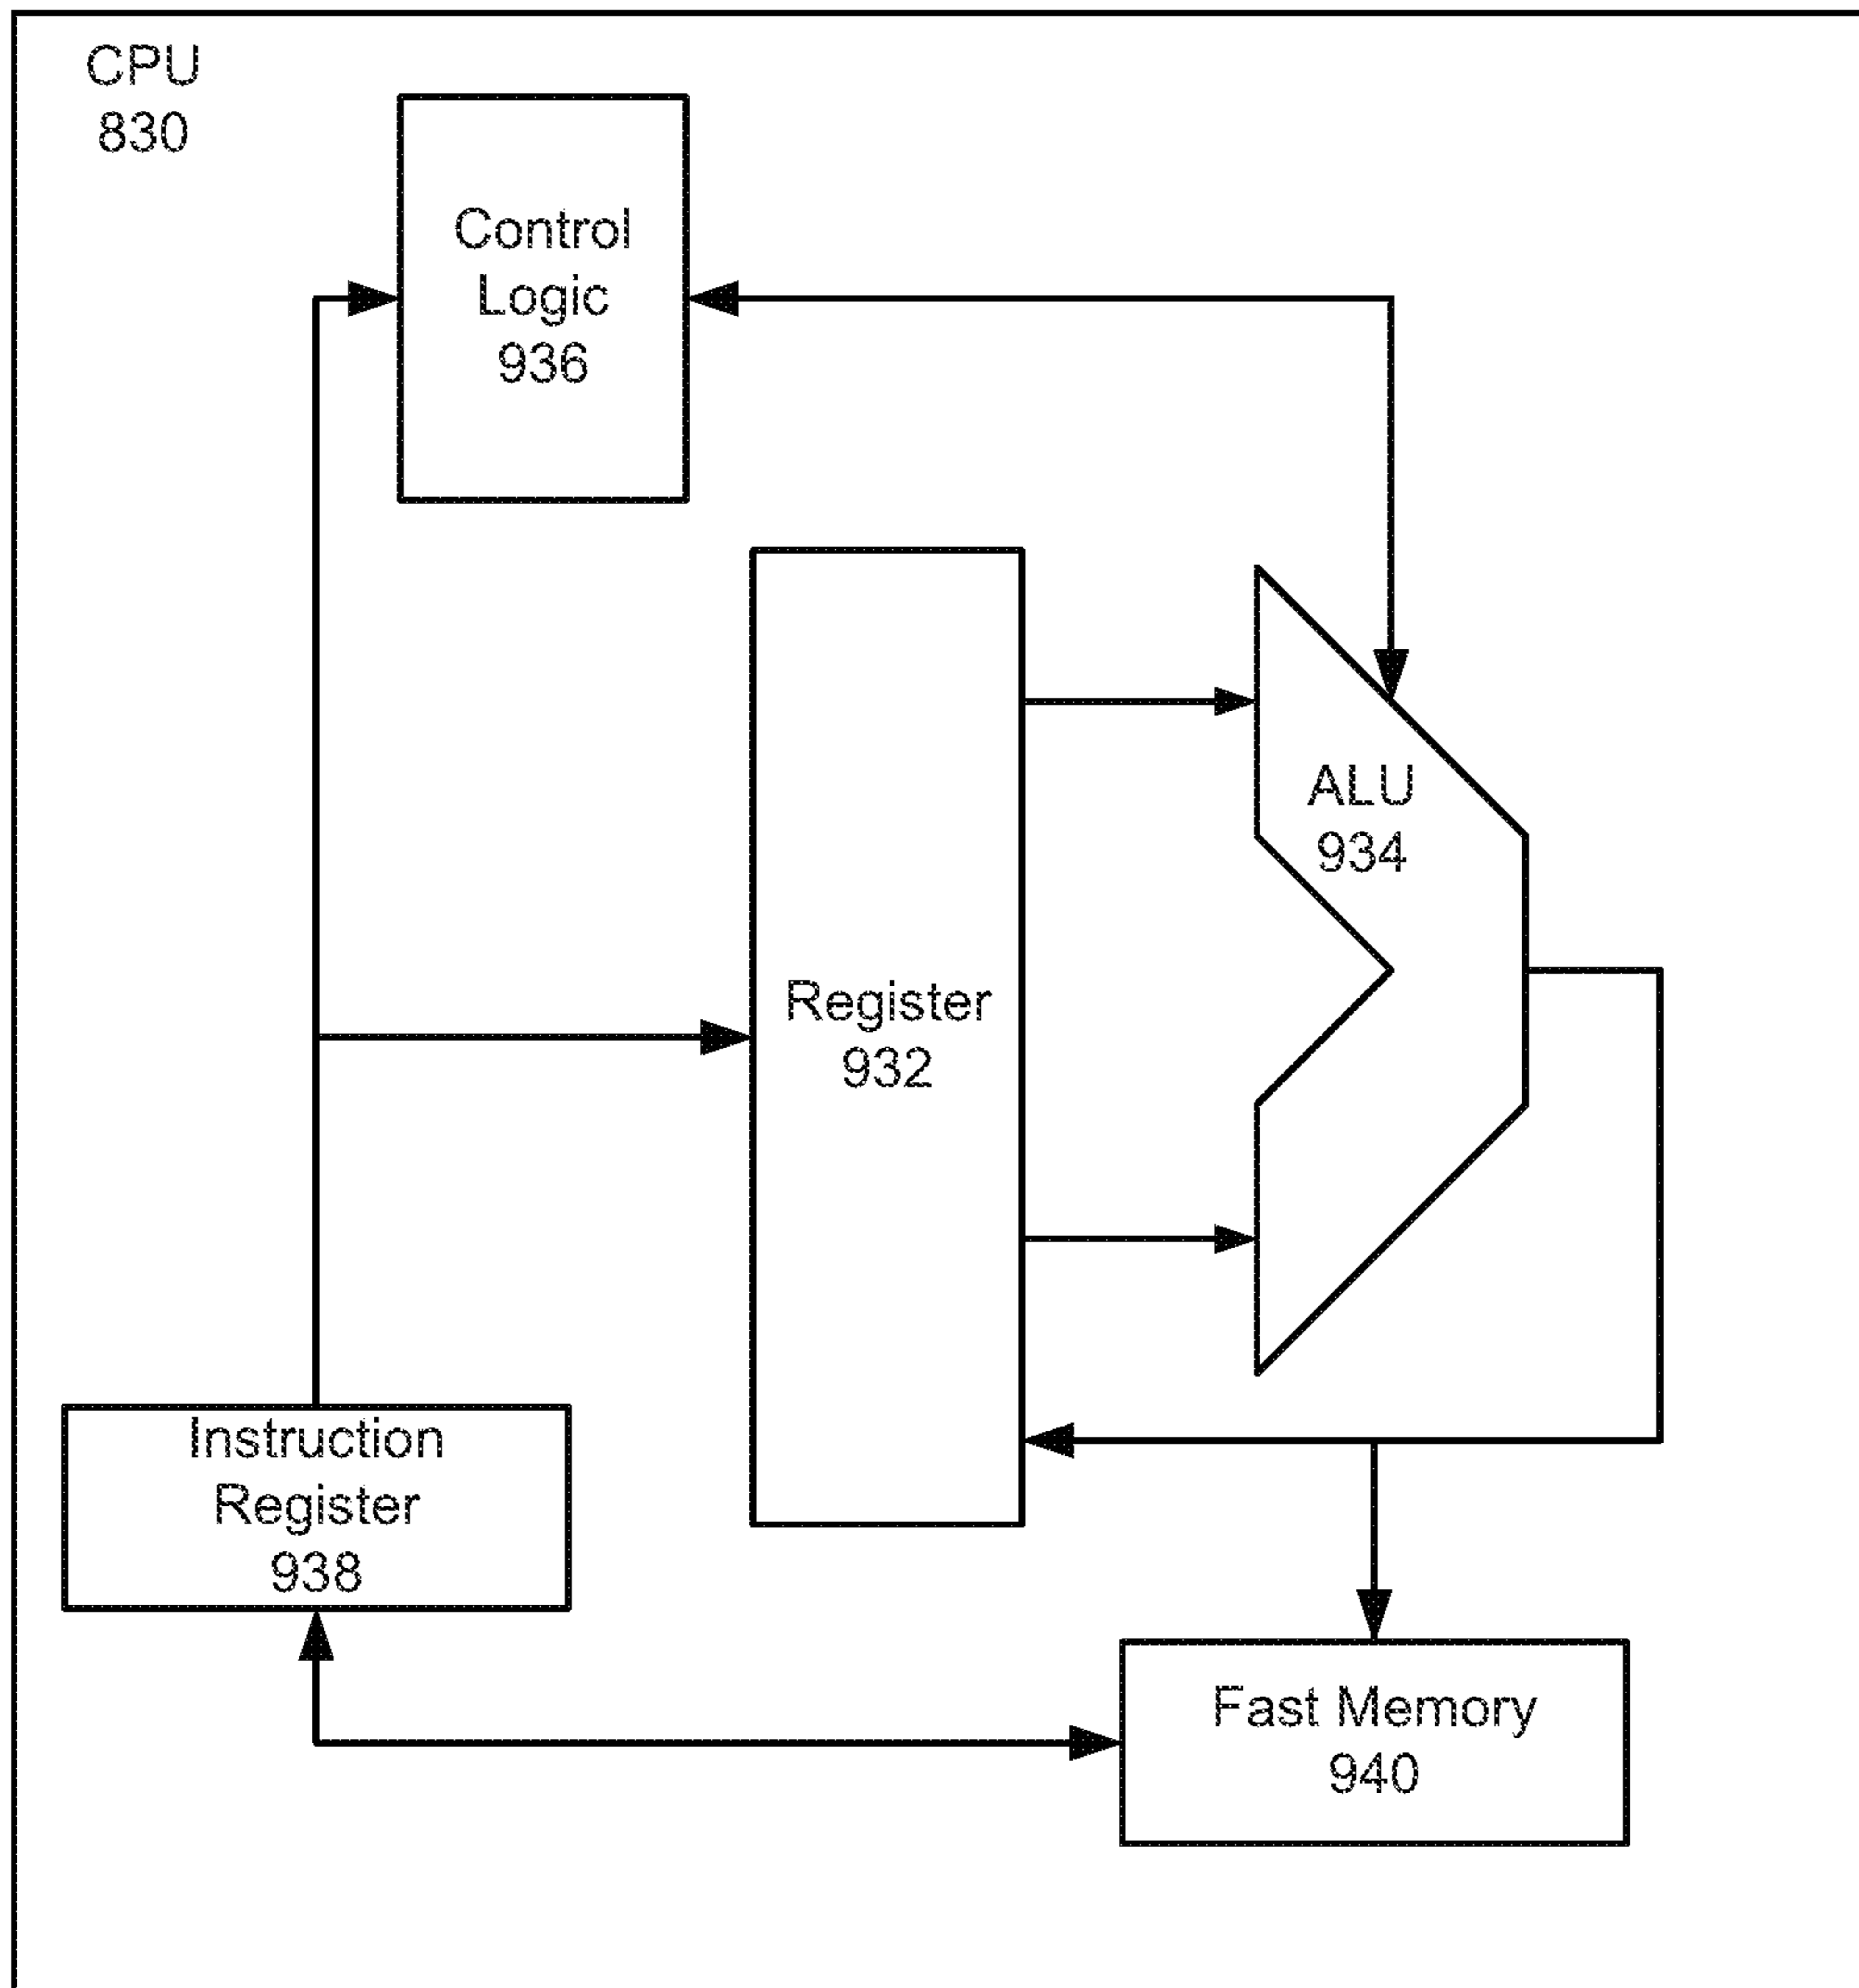 CPU
830
Control
Logic
936
ALU
934
Register
932
Instruction
Register
938
Fast Memory
940